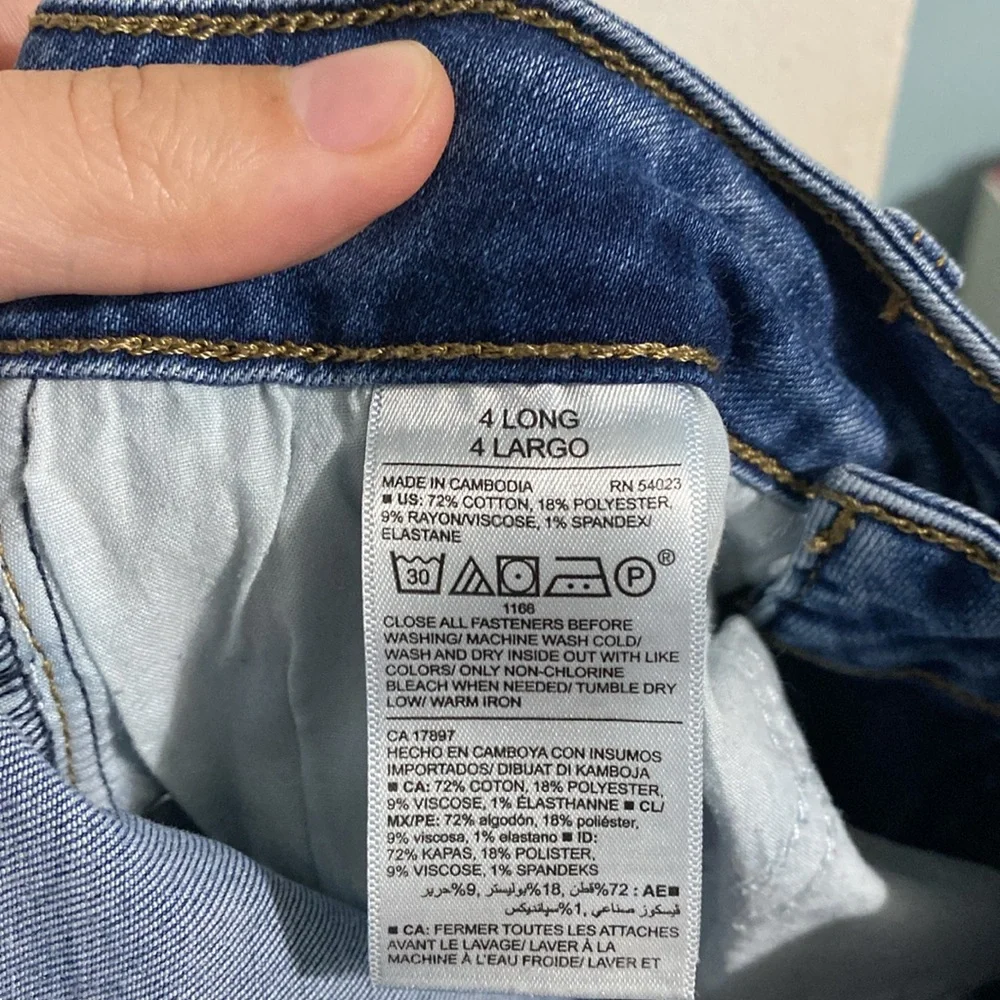 4 LONG
4 LARGO
MADE IN CAMBODIA RN 54023
■ US: 72% COTTON, 18% POLYESTER,
9% RAYON/VISCOSE, 1% SPANDEX/
ELASTANE
30 P ®
1166
CLOSE ALL FASTENERS BEFORE
WASHING/ MACHINE WASH COLD/
WASH AND DRY INSIDE OUT WITH LIKE
COLORS/ ONLY NON-CHLORINE
BLEACH WHEN NEEDED/ TUMBLE DRY
LOW/ WARM IRON
CA 17897
HECHO EN CAMBOYA CON INSUMOS
IMPORTADOS/ DIBUAT DI KAMBOJA
■ CA: 72% COTON, 18% POLYESTER,
9% VISCOSE, 1% ÉLASTHANNE ■ CL/
MX/PE: 72% algodón, 18% poliéster,
9% viscosa, 1% elastano ■ ID:
72% KAPAS, 18% POLISTER,
9% VISCOSE, 1% SPANDEKS
■AE : 72%قطن, 18%بوليستر, 9%حرير
فيسكوز صناعي, 1%سباندیكس
■ CA: FERMER TOUTES LES ATTACHES
AVANT LE LAVAGE/ LAVER À LA
MACHINE À L'EAU FROIDE/ LAVER ET